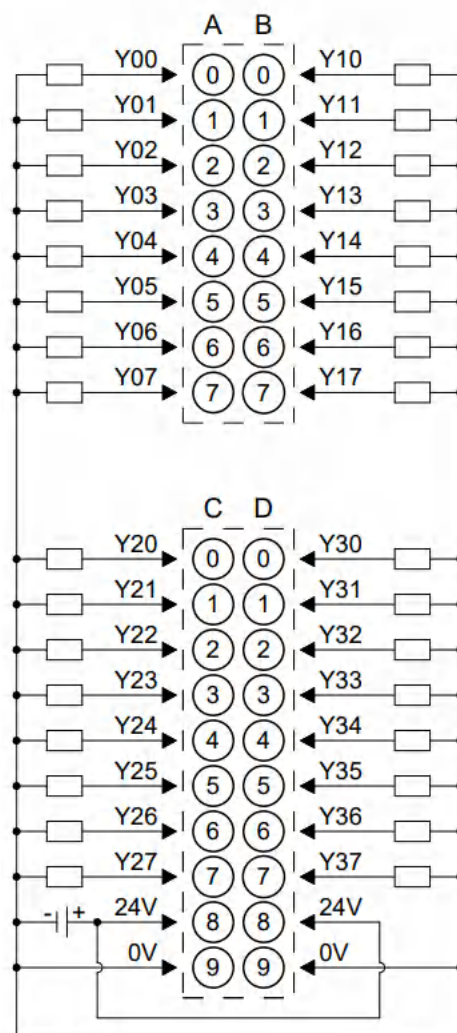 A B
Y00 0 0 Y10
Y01 1 1 Y11
Y02 2 2 Y12
Y03 3 3 Y13
Y04 4 4 Y14
Y05 5 5 Y15
Y06 6 6 Y16
Y07 7 7 Y17
C D
Y20 0 0 Y30
Y21 1 1 Y31
Y22 2 2 Y32
Y23 3 3 Y33
Y24 4 4 Y34
Y25 5 5 Y35
Y26 6 6 Y36
Y27 7 7 Y37
- + 24V 8 8 24V
0V 9 9 0V